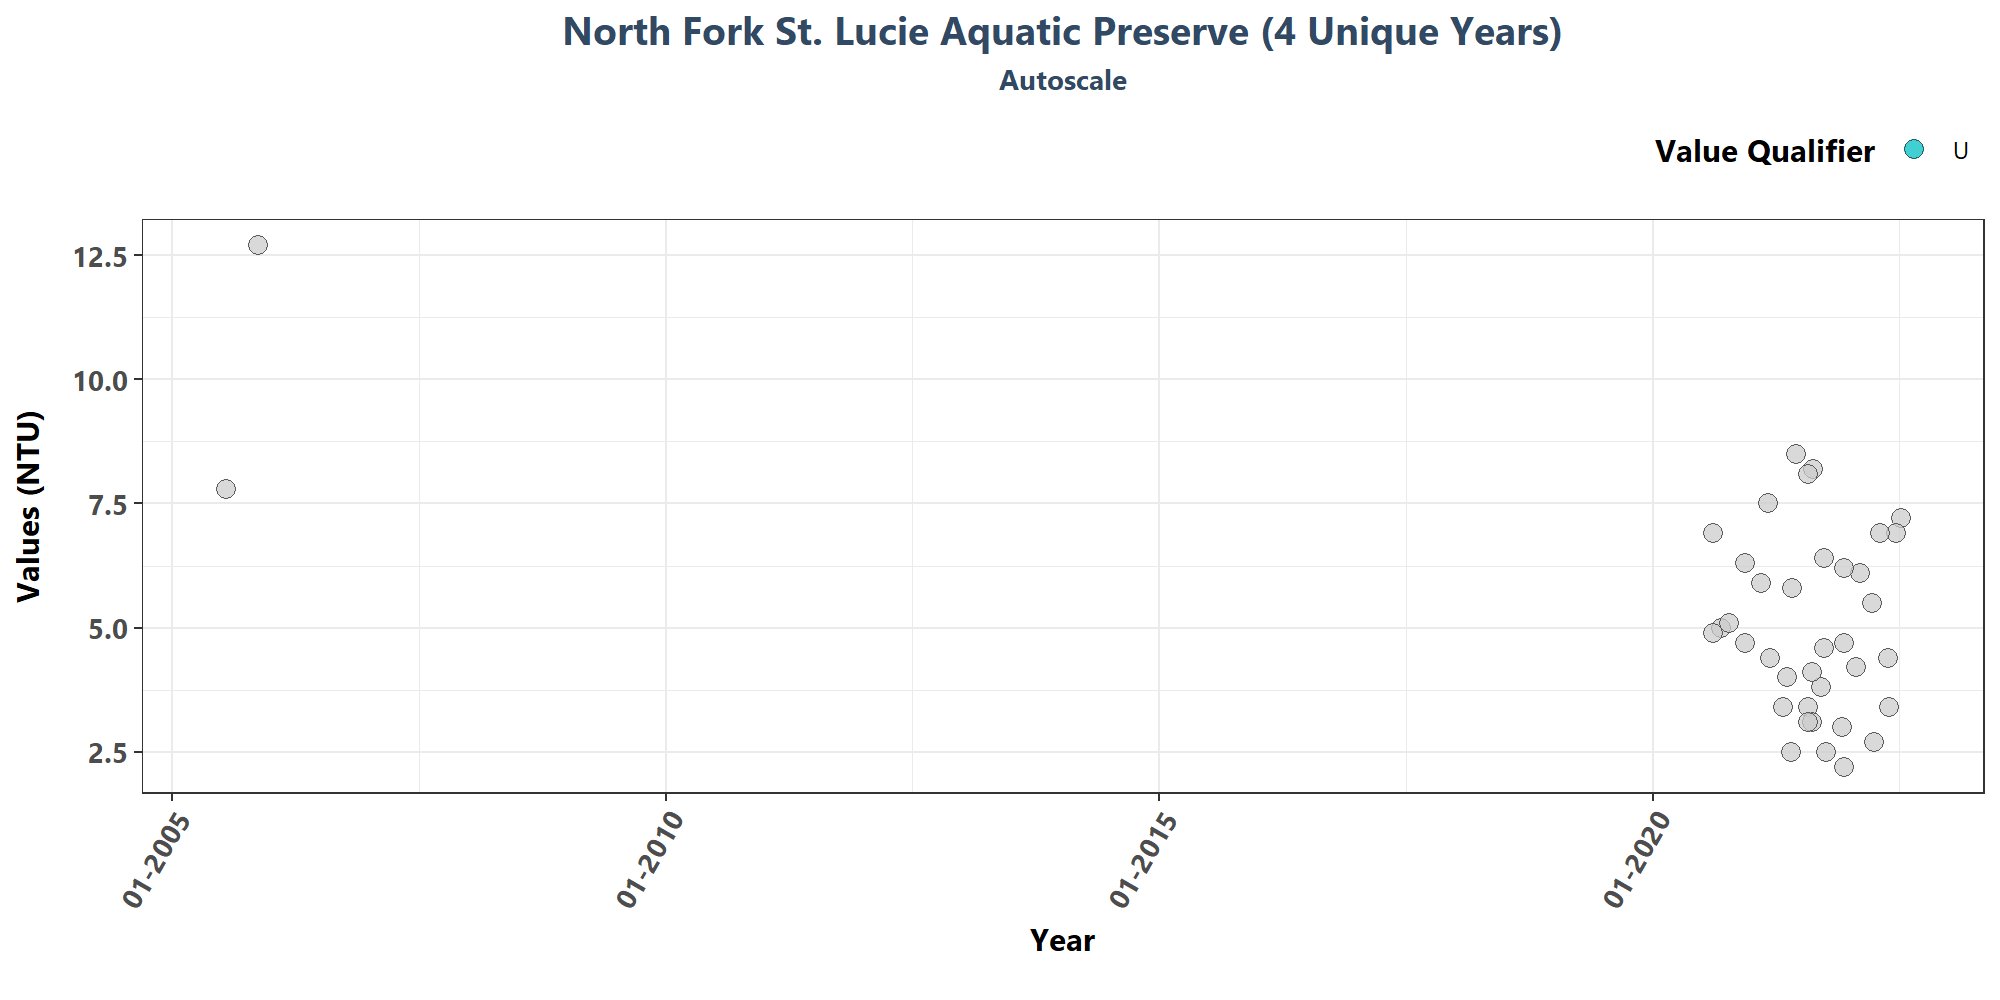 North Fork St. Lucie Aquatic Preserve (4 Unique Years)
Autoscale
Value Qualifier U
Values (NTU)
12.5
10.0
7.5
5.0
2.5
01-2005 01-2010 01-2015 01-2020
Year